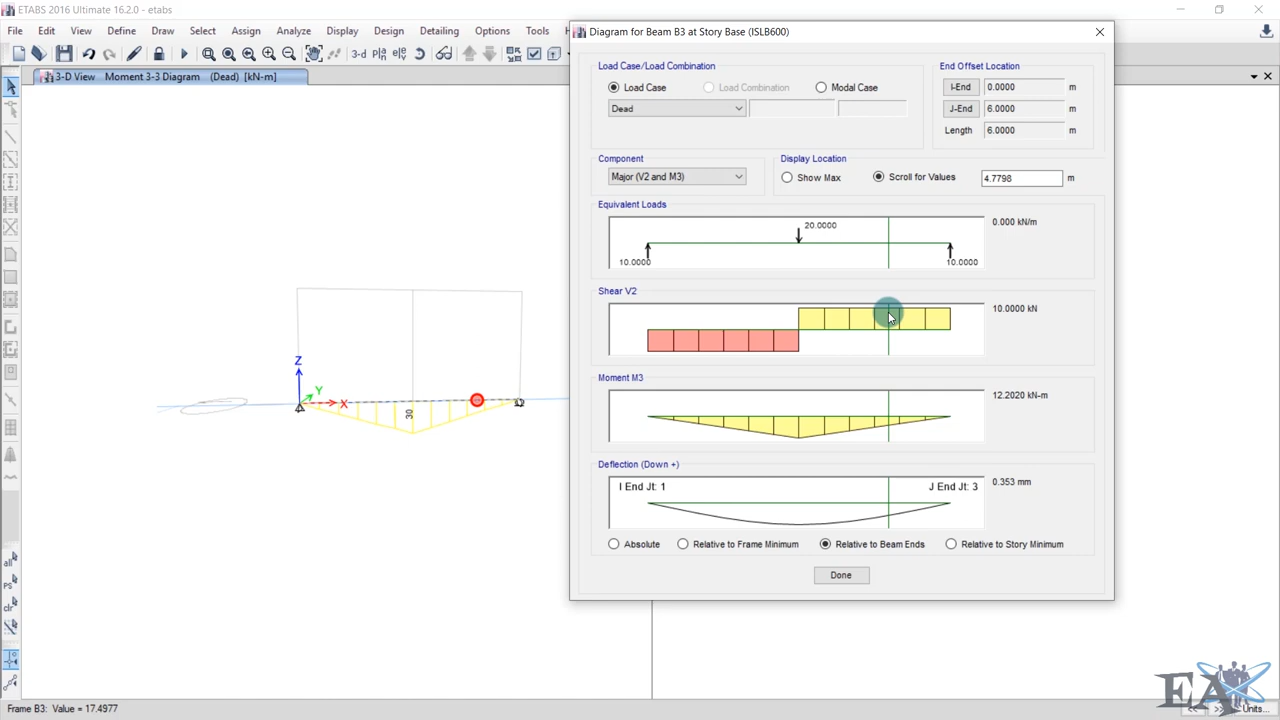 ETABS 2016 Ultimate 16.2.0 - etabs
File Edit View Define Draw Select Assign Analyze Display Design Detailing Options Tools
3-D View Moment 3-3 Diagram (Dead) [kN-m]
3-d
all
PS
clr
Z
Y
X
30
Diagram for Beam B3 at Story Base (ISLB600)
Load Case/Load Combination
Load Case Load Combination Modal Case
Dead
End Offset Location
I-End 0.0000 m
J-End 6.0000 m
Length 6.0000 m
Component
Major (V2 and M3)
Display Location
Show Max Scroll for Values 4.7798 m
Equivalent Loads
20.0000
10.0000
10.0000
0.000 kN/m
Shear V2
10.0000 kN
Moment M3
12.2020 kN-m
Deflection (Down +)
I End Jt: 1 J End Jt: 3
0.353 mm
Absolute Relative to Frame Minimum Relative to Beam Ends Relative to Story Minimum
Done
EA
Frame B3: Value = 17.4977
Units...